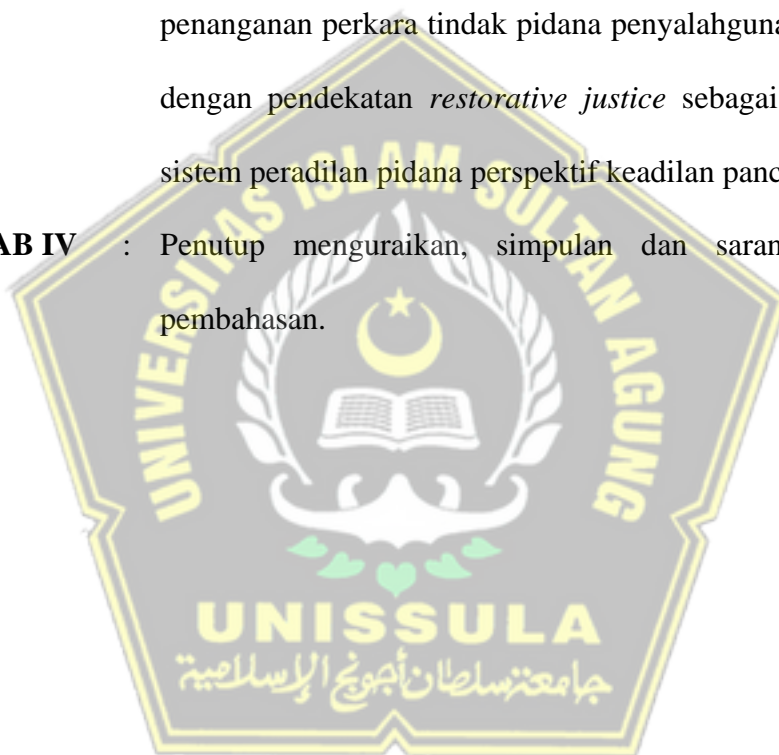 penanganan perkara tindak pidana penyalahguna
dengan pendekatan restorative justice sebagai
sistem peradilan pidana perspektif keadilan panc
AB IV : Penutup menguraikan, simpulan dan saran
pembahasan.
UNIVERSITAS ISLAM SULTAN AGUNG
UNISSULA
جامعة سلطان أجونج الإسلامية